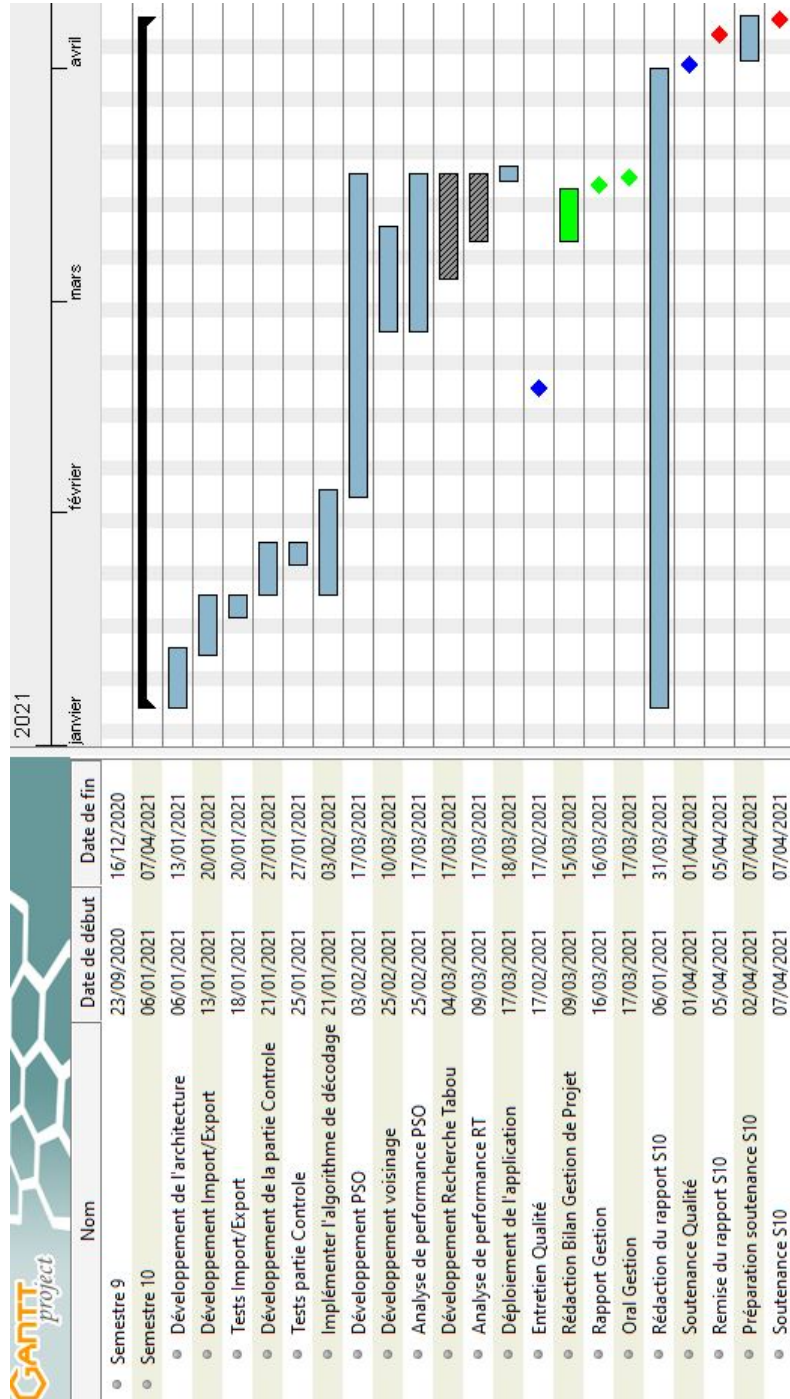 GANTT
project
Nom Date de début Date de fin
Semestre 9 23/09/2020 16/12/2020
Semestre 10 06/01/2021 07/04/2021
Développement de l'architecture 06/01/2021 13/01/2021
Développement Import/Export 13/01/2021 20/01/2021
Tests Import/Export 18/01/2021 20/01/2021
Développement de la partie Controle 21/01/2021 27/01/2021
Tests partie Controle 25/01/2021 27/01/2021
Implémenter l'algorithme de décodage 21/01/2021 03/02/2021
Développement PSO 03/02/2021 17/03/2021
Développement voisinage 25/02/2021 10/03/2021
Analyse de performance PSO 25/02/2021 17/03/2021
Développement Recherche Tabou 04/03/2021 17/03/2021
Analyse de performance RT 09/03/2021 17/03/2021
Déploiement de l'application 17/03/2021 18/03/2021
Entretien Qualité 17/02/2021 17/02/2021
Rédaction Bilan Gestion de Projet 09/03/2021 15/03/2021
Rapport Gestion 16/03/2021 16/03/2021
Oral Gestion 17/03/2021 17/03/2021
Rédaction du rapport S10 06/01/2021 31/03/2021
Soutenance Qualité 01/04/2021 01/04/2021
Remise du rapport S10 05/04/2021 05/04/2021
Préparation soutenance S10 02/04/2021 07/04/2021
Soutenance S10 07/04/2021 07/04/2021
2021
janvier février mars avril